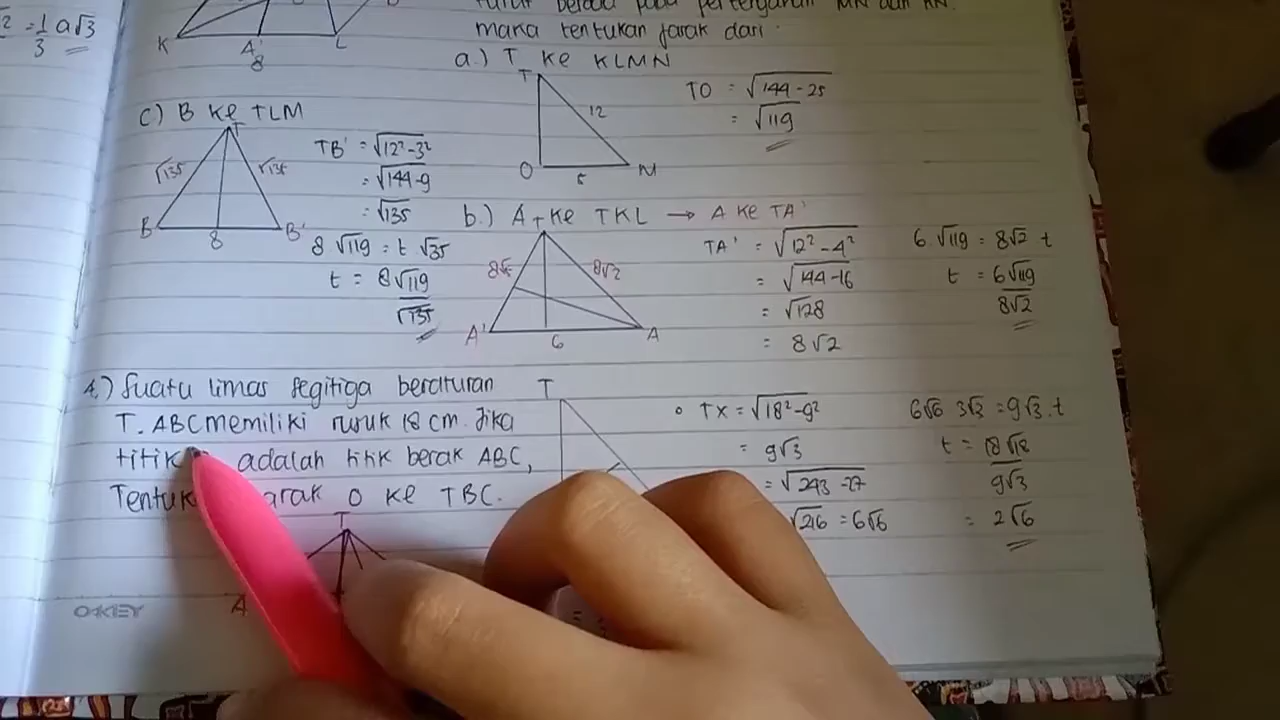 √2 = 1/3 a√3
K A' L
8
maka tentukan jarak dari
a.) T ke KLMN
T
12
O 5 M
TO = √144-25
= √119
c) B ke TLM
T
√135 √135
B 8 B'
TB' = √12²-3²
= √144-9
= √135
8√119 = t √35
t = 8√119
√135
b.) A ke TKL → A ke TA'
T
8√2 8√2
A' 6 A
TA' = √12²-4²
= √144-16
= √128
= 8√2
6 √119 = 8√2 t
t = 6√119
8√2
4.) Suatu limas segitiga beraturan
T. ABC memiliki rusuk 18 cm. Jika
titik adalah titik berat ABC,
Tentuk arak O ke TBC.
T
A
T
° TX = √18²-9²
= 9√3
= √243-27
√216 = 6√6
6√6 3√3 = 9√3.t
t = 18√18
9√3
= 2√6
O-KEY